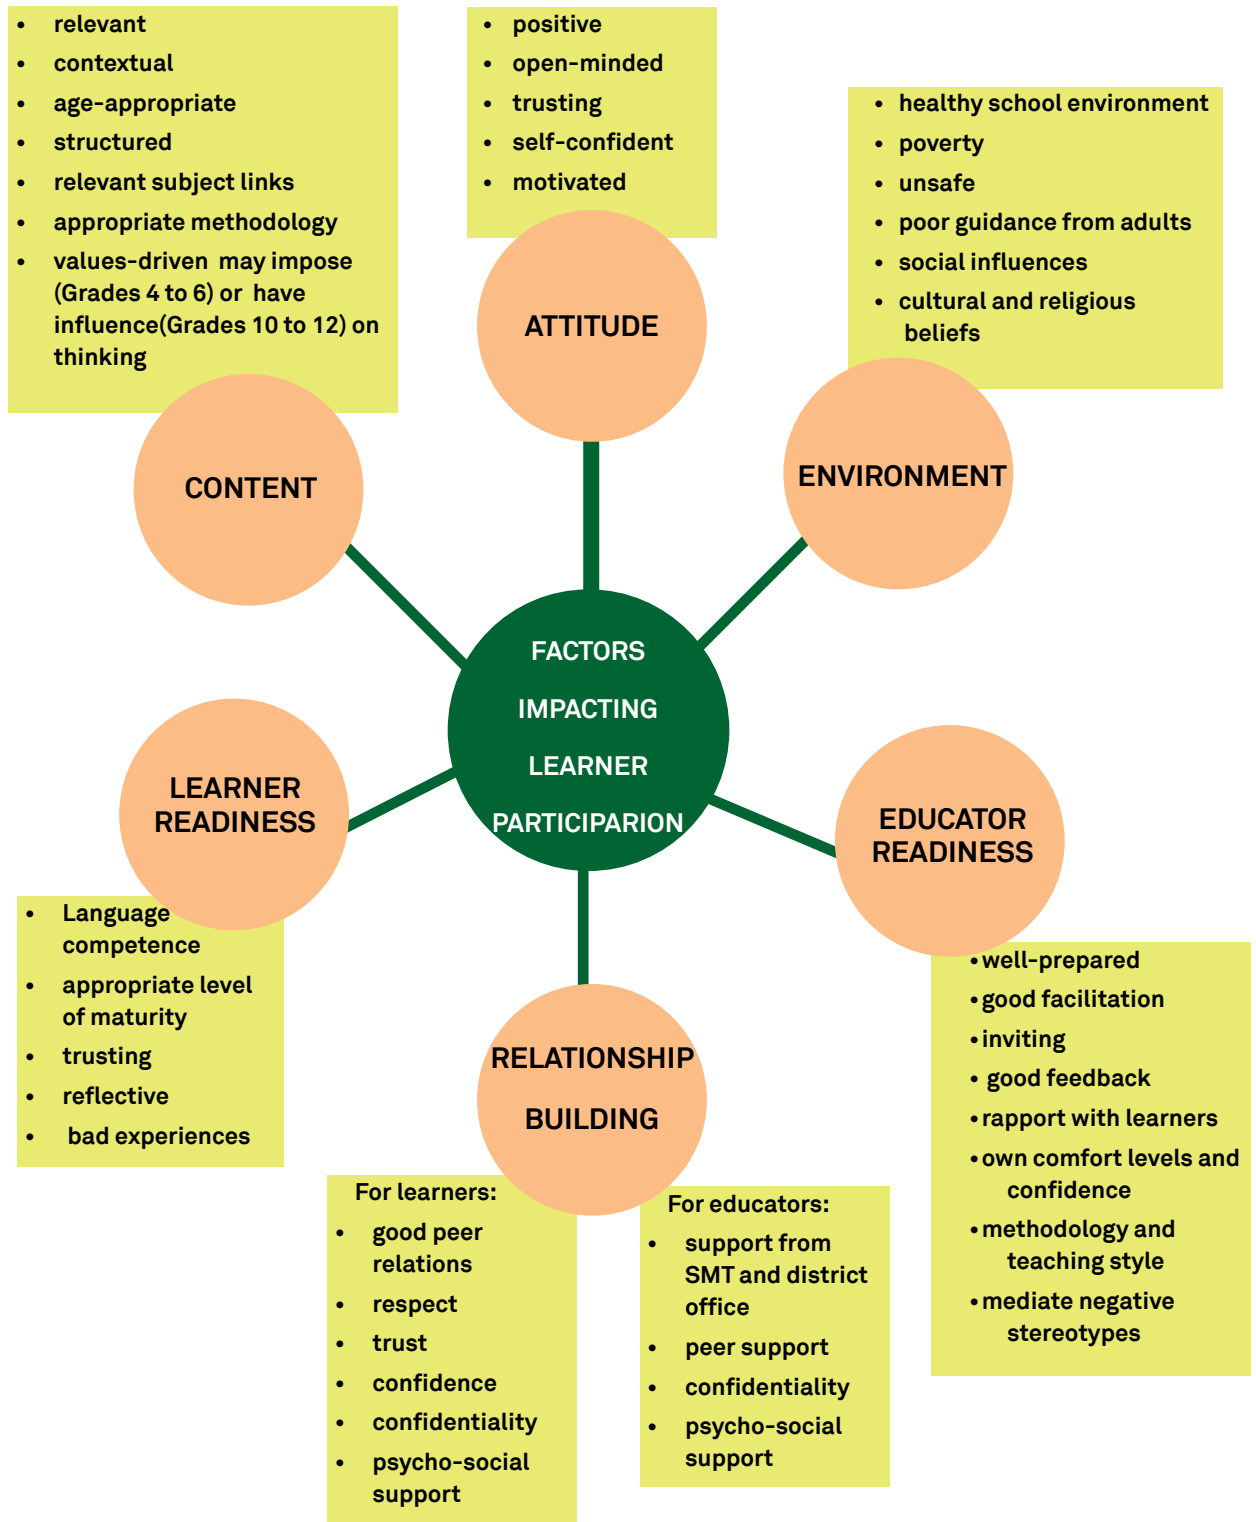 • relevant
• contextual
• age-appropriate
• structured
• relevant subject links
• appropriate methodology
• values-driven may impose
(Grades 4 to 6) or have
influence(Grades 10 to 12) on
thinking
CONTENT
• positive
• open-minded
• trusting
• self-confident
• motivated
ATTITUDE
• healthy school environment
• poverty
• unsafe
• poor guidance from adults
• social influences
• cultural and religious
beliefs
ENVIRONMENT
FACTORS
IMPACTING
LEARNER
PARTICIPARION
LEARNER
READINESS
• Language
competence
• appropriate level
of maturity
• trusting
• reflective
• bad experiences
EDUCATOR
READINESS
• well-prepared
• good facilitation
• inviting
• good feedback
• rapport with learners
• own comfort levels and
confidence
• methodology and
teaching style
• mediate negative
stereotypes
RELATIONSHIP
BUILDING
For learners:
• good peer
relations
• respect
• trust
• confidence
• confidentiality
• psycho-social
support
For educators:
• support from
SMT and district
office
• peer support
• confidentiality
• psycho-social
support